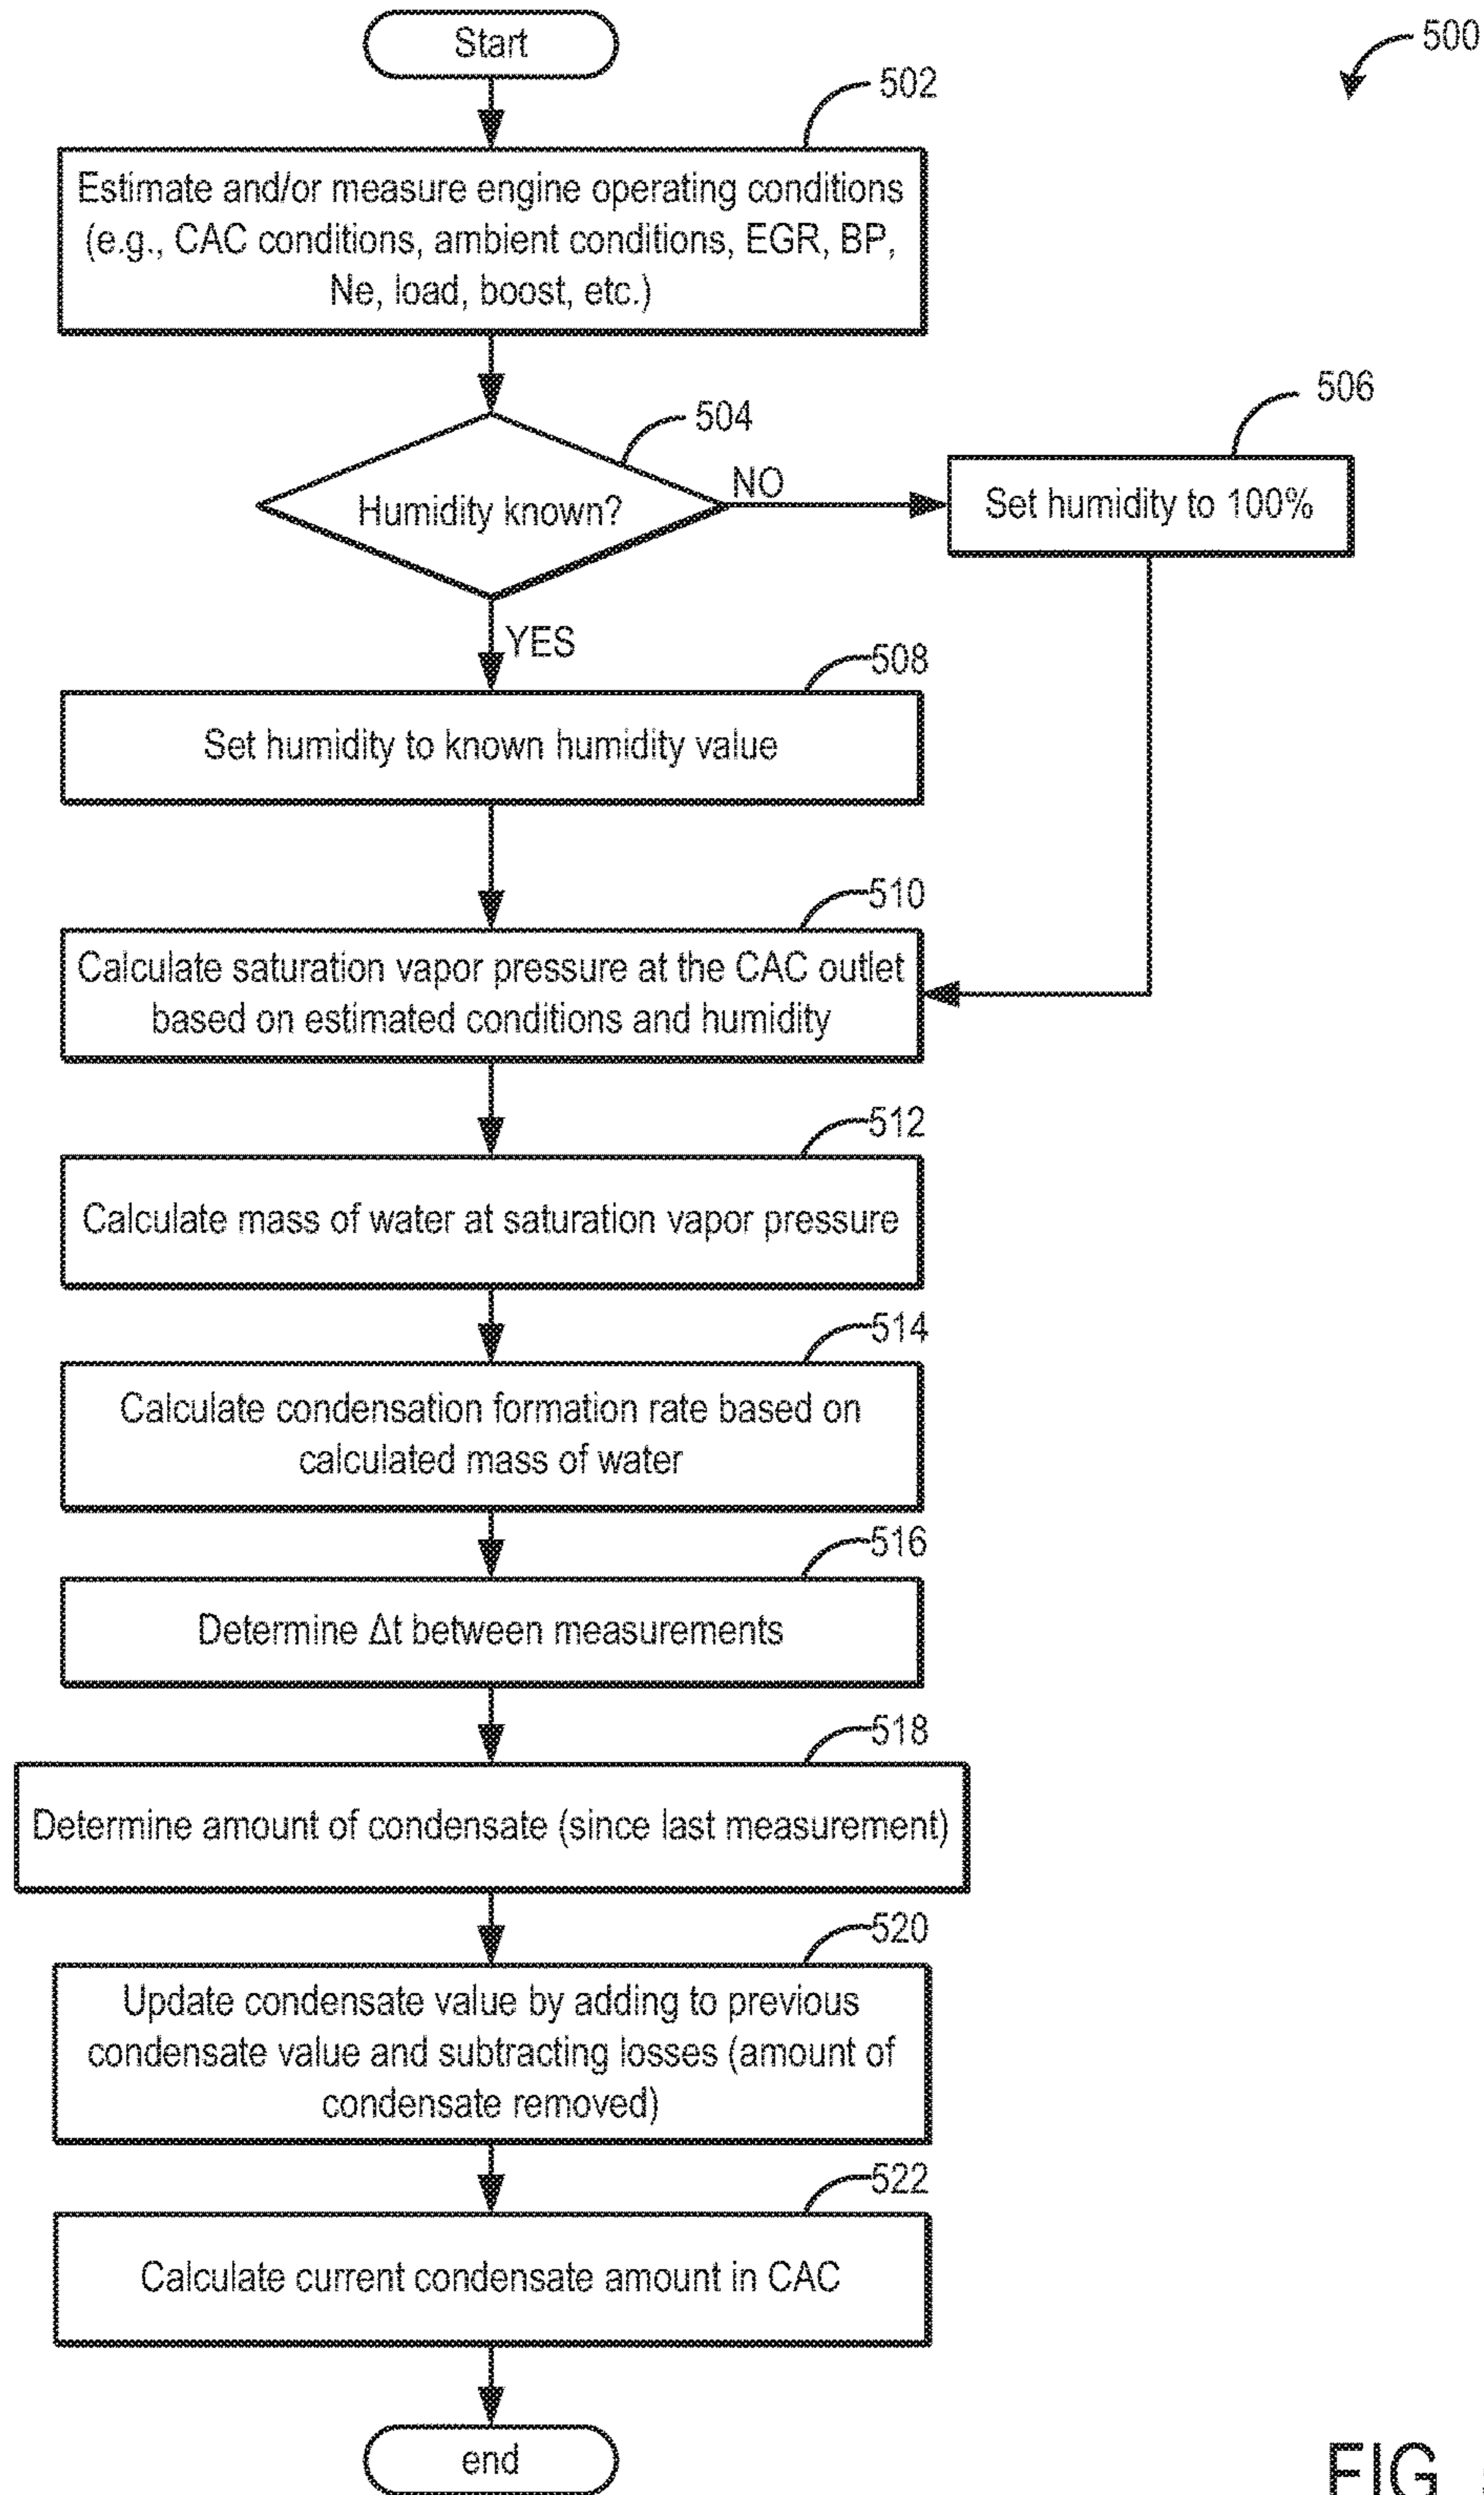 Start
500
502
Estimate and/or measure engine operating conditions
(e.g., CAC conditions, ambient conditions, EGR, BP,
Ne, load, boost, etc.)
504
506
Humidity known?
NO
Set humidity to 100%
YES
508
Set humidity to known humidity value
510
Calculate saturation vapor pressure at the CAC outlet
based on estimated conditions and humidity
512
Calculate mass of water at saturation vapor pressure
514
Calculate condensation formation rate based on
calculated mass of water
516
Determine Δt between measurements
518
Determine amount of condensate (since last measurement)
520
Update condensate value by adding to previous
condensate value and subtracting losses (amount of
condensate removed)
522
Calculate current condensate amount in CAC
end
FIG.